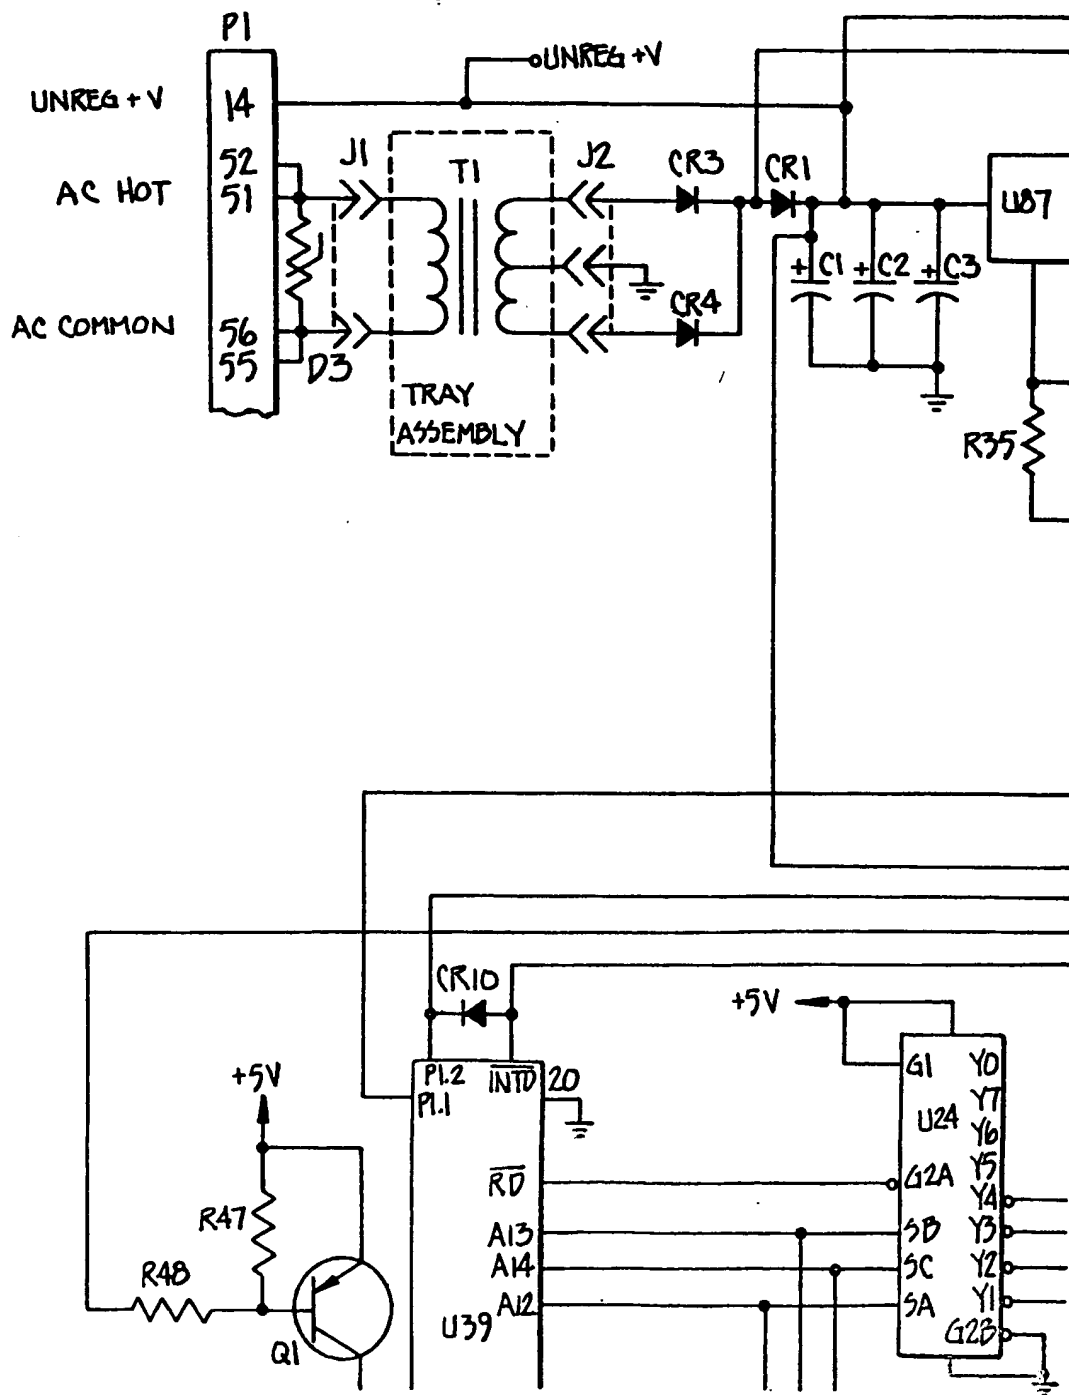 P1
UNREG +V
UNREG + V
14
52
AC HOT
51
J1
T1
J2
CR3
CR1
U87
+ C1
+ C2
+ C3
CR4
AC COMMON
56
55
D3
TRAY
ASSEMBLY
R35
CR10
+5V
+5V
P1.2
INTO
20
P1.1
G1
Y0
Y7
U24
Y6
Y5
RD
G2A
Y4
R47
A13
SB
Y3
R48
A14
SC
Y2
A12
SA
Y1
U39
G2B
Q1